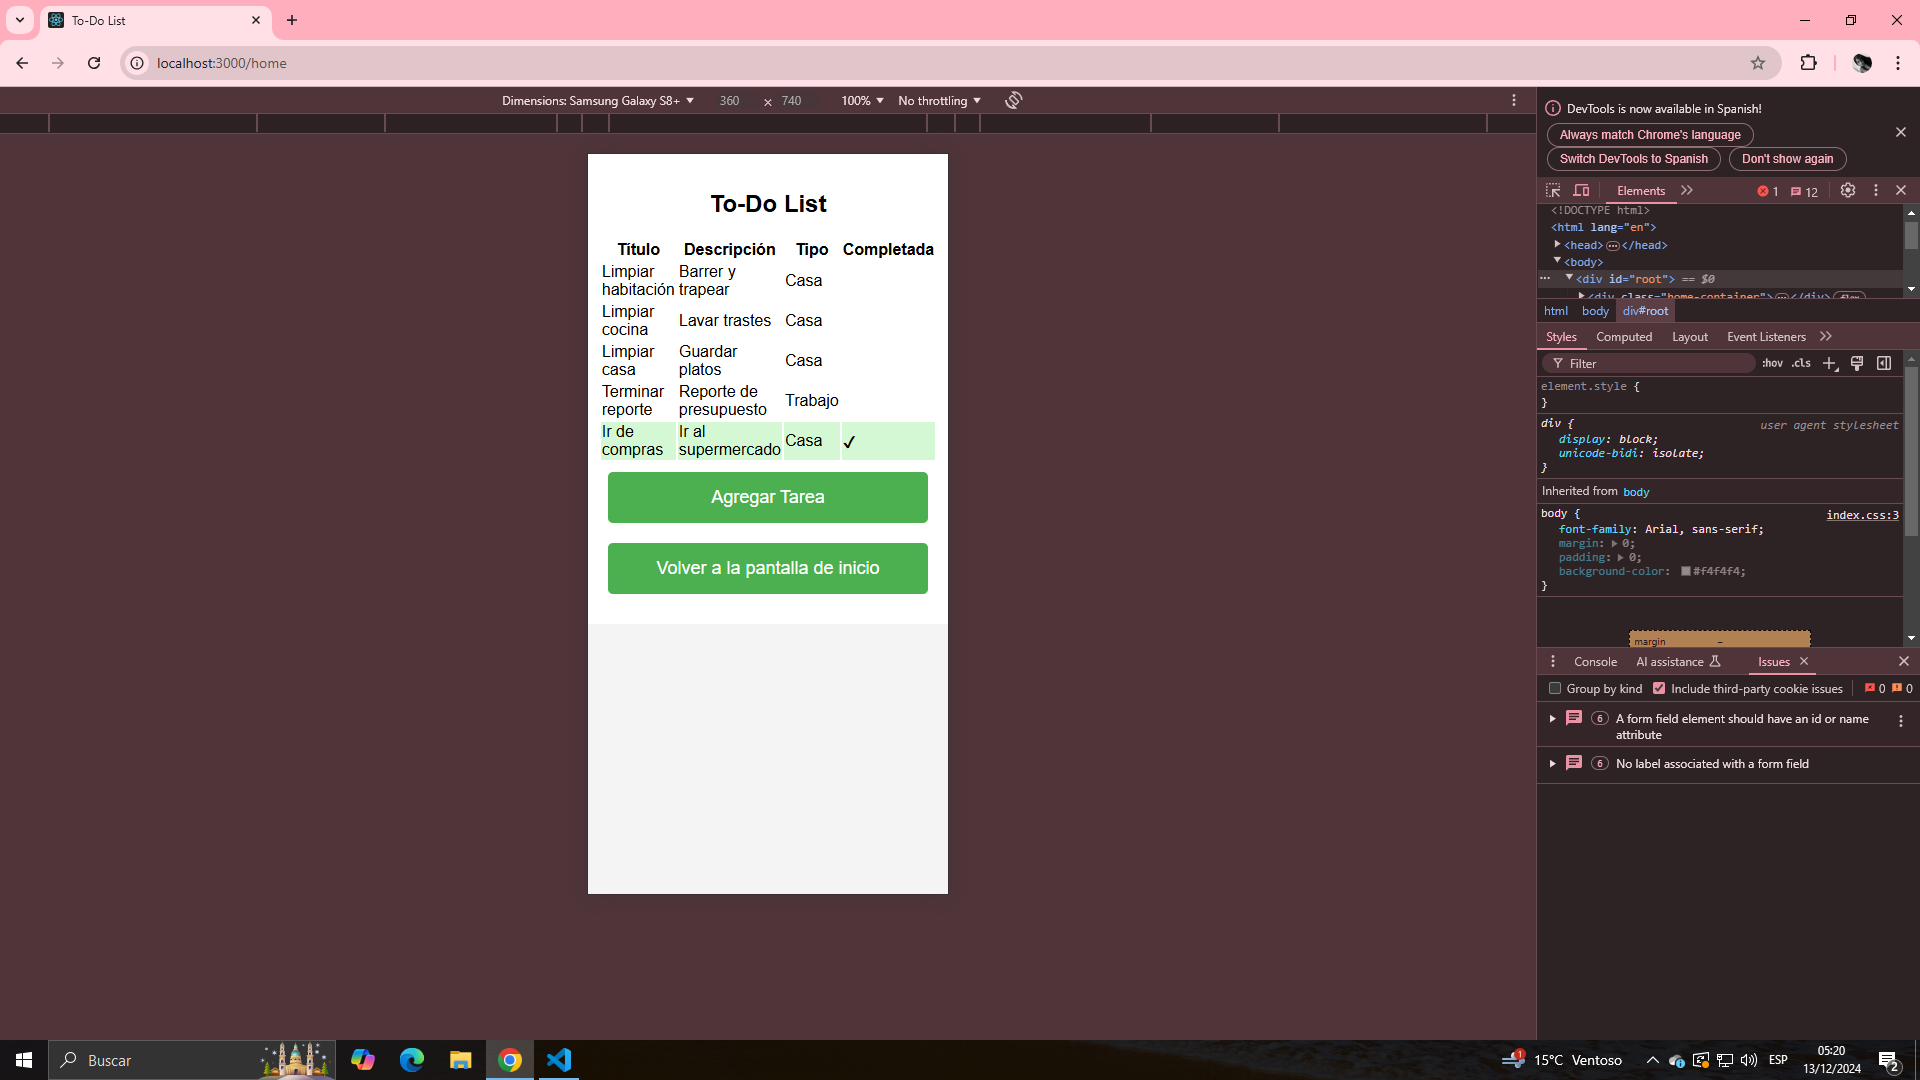 To-Do List
localhost:3000/home
Dimensions: Samsung Galaxy S8+ 360 × 740 100% No throttling
DevTools is now available in Spanish!
Always match Chrome's language
Switch DevTools to Spanish Don't show again
Elements 1 12
<!DOCTYPE html>
<html lang="en">
<head> </head>
<body>
<div id="root"> == $0
<div class="home-container"> </div> flex
html body div#root
Styles Computed Layout Event Listeners
Filter :hov .cls
element.style {
}
div { user agent stylesheet
display: block;
unicode-bidi: isolate;
}
Inherited from body
body { index.css:3
font-family: Arial, sans-serif;
margin: 0;
padding: 0;
background-color: #f4f4f4;
}
margin –
Console AI assistance Issues
Group by kind Include third-party cookie issues 0 0
6 A form field element should have an id or name
attribute
6 No label associated with a form field
To-Do List
Título Descripción Tipo Completada
Limpiar habitación Barrer y trapear Casa
Limpiar cocina Lavar trastes Casa
Limpiar casa Guardar platos Casa
Terminar reporte Reporte de presupuesto Trabajo
Ir de compras Ir al supermercado Casa ✓
Agregar Tarea
Volver a la pantalla de inicio
Buscar
1 15°C Ventoso ESP
05:20
13/12/2024
2